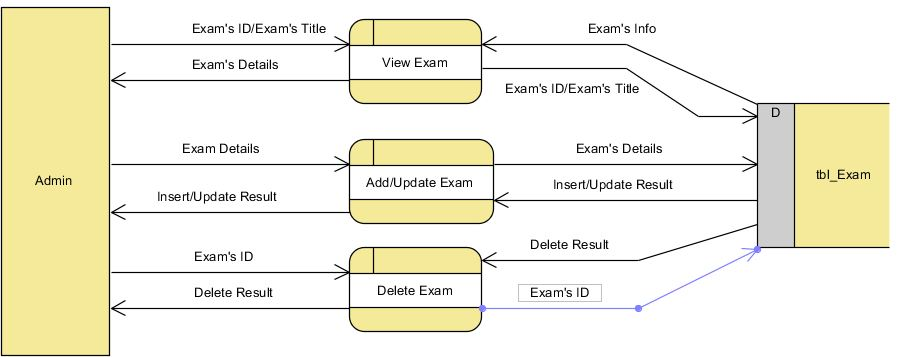 Exam's ID/Exam's Title
Exam's Info
Exam's Details
View Exam
Exam's ID/Exam's Title
D
Exam Details
Exam's Details
Admin
Add/Update Exam
tbl_Exam
Insert/Update Result
Insert/Update Result
Delete Result
Exam's ID
Delete Exam
Delete Result
Exam's ID